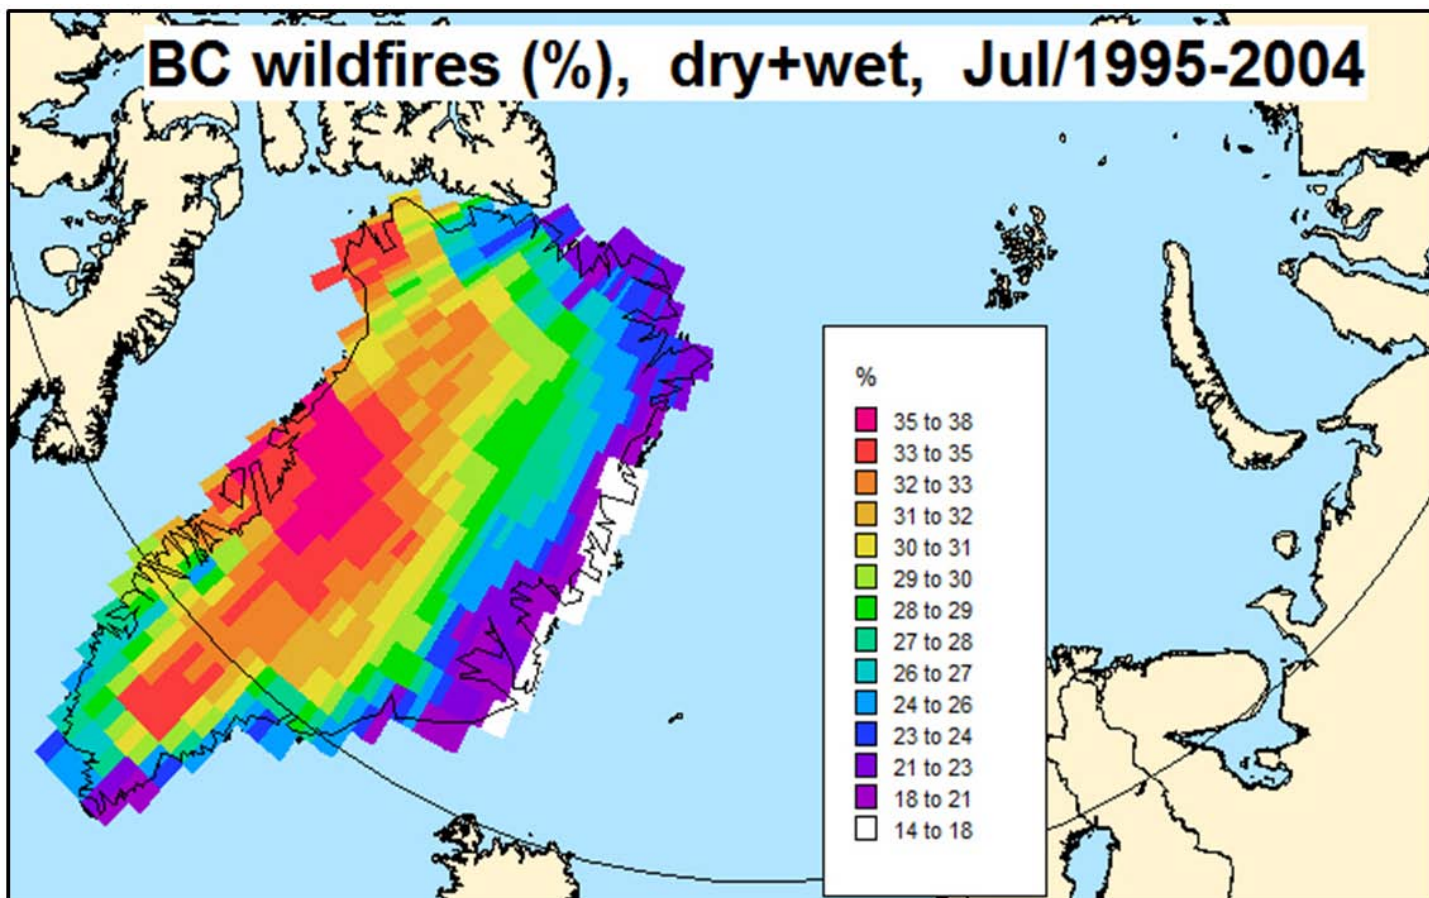 BC wildfires (%), dry+wet, Jul/1995-2004
%
35 to 38
33 to 35
32 to 33
31 to 32
30 to 31
29 to 30
28 to 29
27 to 28
26 to 27
24 to 26
23 to 24
21 to 23
18 to 21
14 to 18